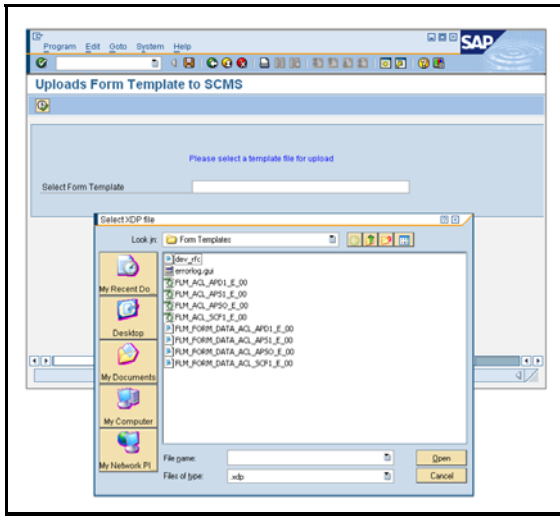 Program Edit Goto System Help
SAP
Uploads Form Template to SCMS
Please select a template file for upload
Select Form Template
Select XDP file
Look in: Form Templates
dev_rfc
errorlog.gui
FLM_ACL_APD1_E_00
FLM_ACL_APS1_E_00
FLM_ACL_APSO_E_00
FLM_ACL_SCF1_E_00
FLM_FORM_DATA_ACL_APD1_E_00
FLM_FORM_DATA_ACL_APS1_E_00
FLM_FORM_DATA_ACL_APSO_E_00
FLM_FORM_DATA_ACL_SCF1_E_00
My Recent Do
Desktop
My Documents
My Computer
My Network Pl
File name:
Open
Files of type: .xdp
Cancel